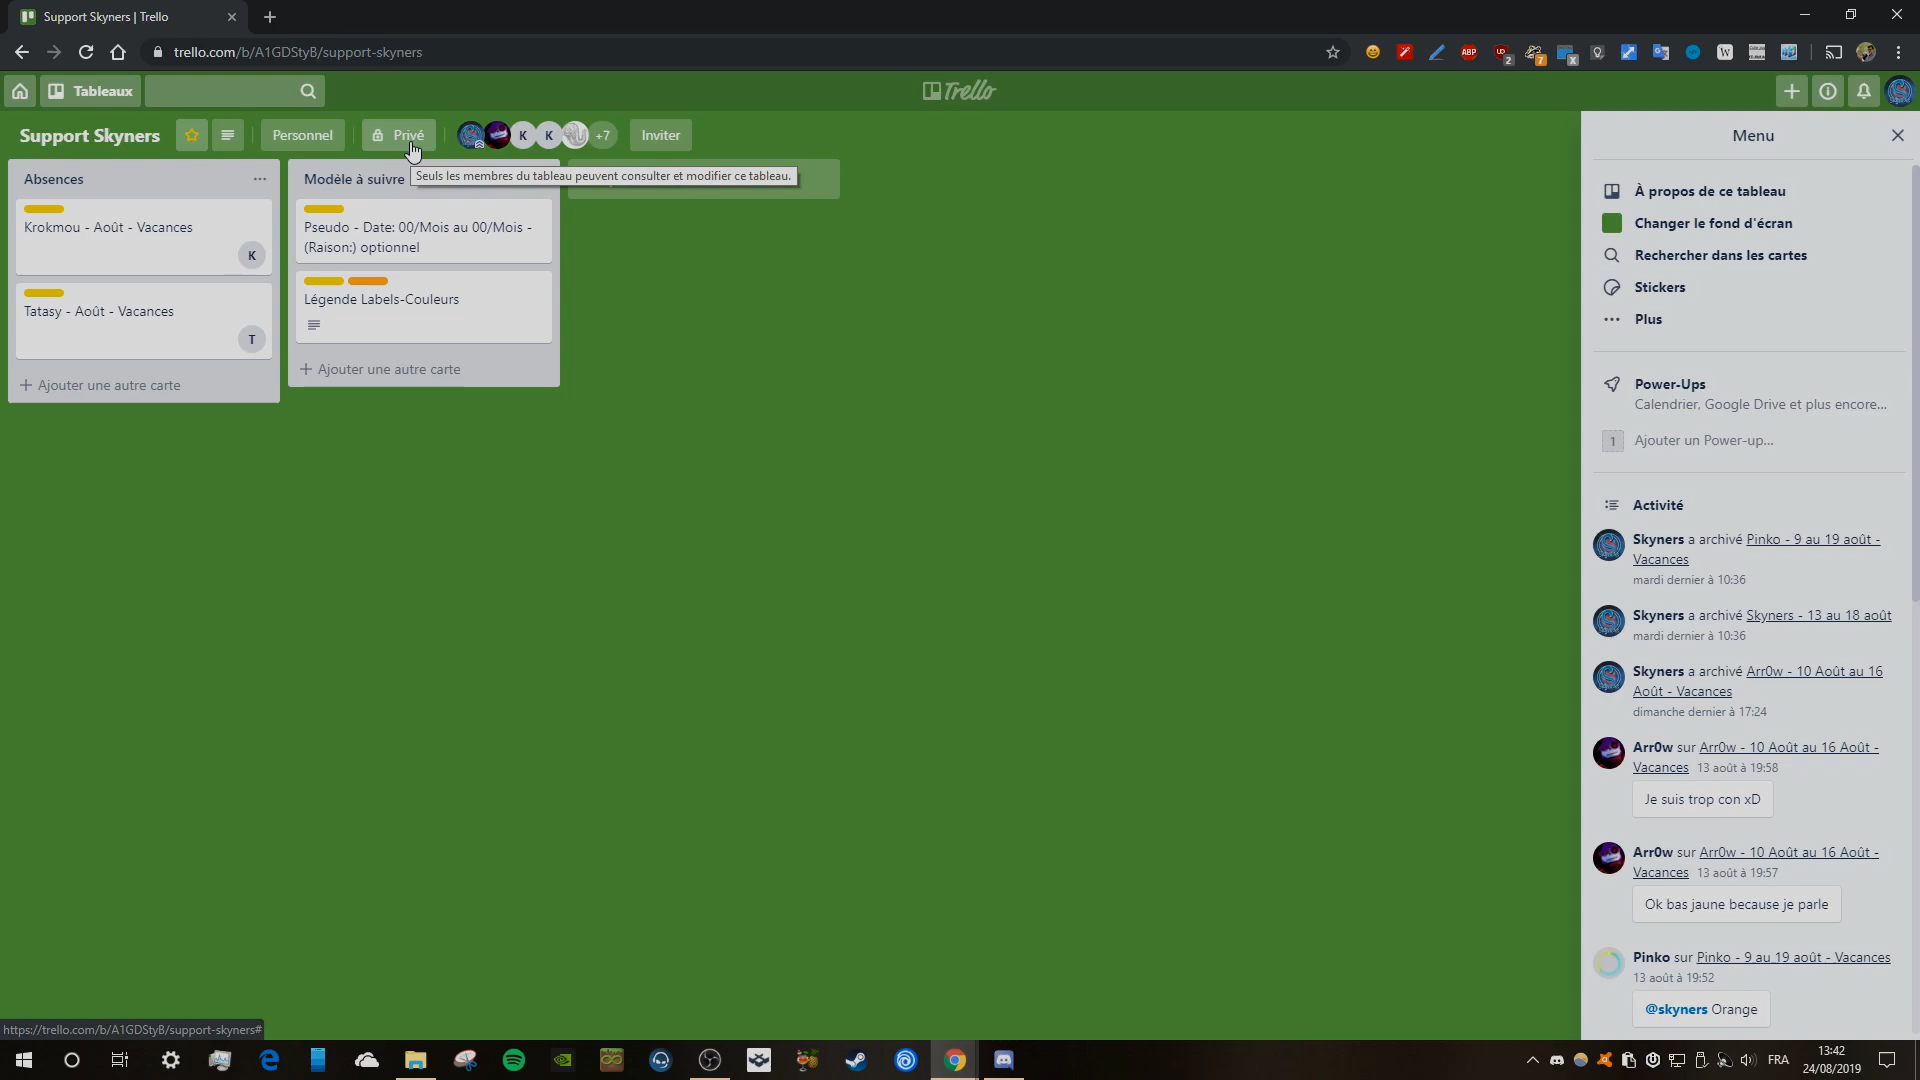 Support Skyners | Trello
trello.com/b/A1GDStyB/support-skyners
ABP
2
7
X
W
Tableaux
Trello
Support Skyners
Personnel
Privé
K
K
+7
Inviter
Seuls les membres du tableau peuvent consulter et modifier ce tableau.
Absences
Krokmou - Août - Vacances
K
Tatasy - Août - Vacances
T
Ajouter une autre carte
Modèle à suivre
Pseudo - Date: 00/Mois au 00/Mois -
(Raison:) optionnel
Légende Labels-Couleurs
Ajouter une autre carte
Menu
À propos de ce tableau
Changer le fond d'écran
Rechercher dans les cartes
Stickers
Plus
Power-Ups
Calendrier, Google Drive et plus encore...
1
Ajouter un Power-up...
Activité
Skyners a archivé Pinko - 9 au 19 août -
Vacances
mardi dernier à 10:36
Skyners a archivé Skyners - 13 au 18 août
mardi dernier à 10:36
Skyners a archivé Arr0w - 10 Août au 16
Août - Vacances
dimanche dernier à 17:24
Arr0w sur Arr0w - 10 Août au 16 Août -
Vacances 13 août à 19:58
Je suis trop con xD
Arr0w sur Arr0w - 10 Août au 16 Août -
Vacances 13 août à 19:57
Ok bas jaune because je parle
Pinko sur Pinko - 9 au 19 août - Vacances
13 août à 19:52
@skyners Orange
https://trello.com/b/A1GDStyB/support-skyners#
FRA
13:42
24/08/2019